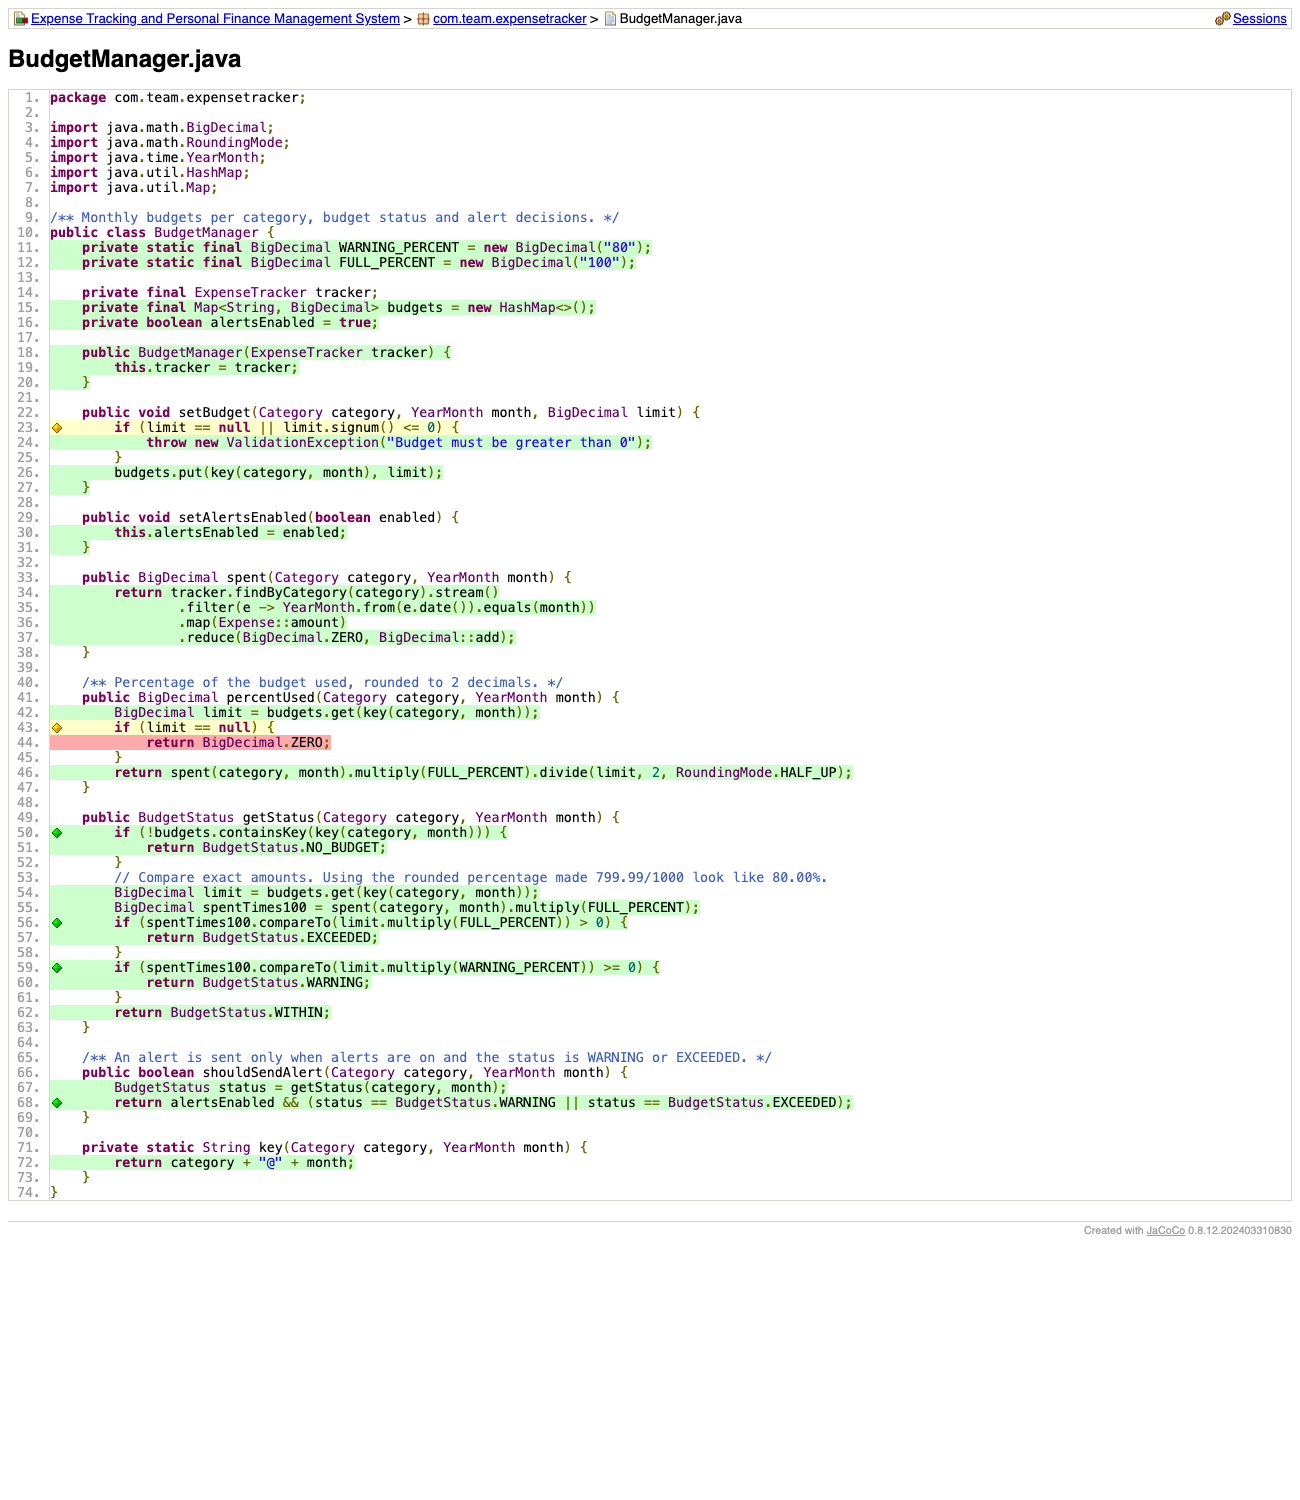 Expense Tracking and Personal Finance Management System > com.team.expensetracker > BudgetManager.java Sessions
BudgetManager.java
1. package com.team.expensetracker;
2.
3. import java.math.BigDecimal;
4. import java.math.RoundingMode;
5. import java.time.YearMonth;
6. import java.util.HashMap;
7. import java.util.Map;
8.
9. /** Monthly budgets per category, budget status and alert decisions. */
10. public class BudgetManager {
11.     private static final BigDecimal WARNING_PERCENT = new BigDecimal("80");
12.     private static final BigDecimal FULL_PERCENT = new BigDecimal("100");
13.
14.     private final ExpenseTracker tracker;
15.     private final Map<String, BigDecimal> budgets = new HashMap<>();
16.     private boolean alertsEnabled = true;
17.
18.     public BudgetManager(ExpenseTracker tracker) {
19.         this.tracker = tracker;
20.     }
21.
22.     public void setBudget(Category category, YearMonth month, BigDecimal limit) {
23.         if (limit == null || limit.signum() <= 0) {
24.             throw new ValidationException("Budget must be greater than 0");
25.         }
26.         budgets.put(key(category, month), limit);
27.     }
28.
29.     public void setAlertsEnabled(boolean enabled) {
30.         this.alertsEnabled = enabled;
31.     }
32.
33.     public BigDecimal spent(Category category, YearMonth month) {
34.         return tracker.findByCategory(category).stream()
35.                 .filter(e -> YearMonth.from(e.date()).equals(month))
36.                 .map(Expense::amount)
37.                 .reduce(BigDecimal.ZERO, BigDecimal::add);
38.     }
39.
40.     /** Percentage of the budget used, rounded to 2 decimals. */
41.     public BigDecimal percentUsed(Category category, YearMonth month) {
42.         BigDecimal limit = budgets.get(key(category, month));
43.         if (limit == null) {
44.             return BigDecimal.ZERO;
45.         }
46.         return spent(category, month).multiply(FULL_PERCENT).divide(limit, 2, RoundingMode.HALF_UP);
47.     }
48.
49.     public BudgetStatus getStatus(Category category, YearMonth month) {
50.         if (!budgets.containsKey(key(category, month))) {
51.             return BudgetStatus.NO_BUDGET;
52.         }
53.         // Compare exact amounts. Using the rounded percentage made 799.99/1000 look like 80.00%.
54.         BigDecimal limit = budgets.get(key(category, month));
55.         BigDecimal spentTimes100 = spent(category, month).multiply(FULL_PERCENT);
56.         if (spentTimes100.compareTo(limit.multiply(FULL_PERCENT)) > 0) {
57.             return BudgetStatus.EXCEEDED;
58.         }
59.         if (spentTimes100.compareTo(limit.multiply(WARNING_PERCENT)) >= 0) {
60.             return BudgetStatus.WARNING;
61.         }
62.         return BudgetStatus.WITHIN;
63.     }
64.
65.     /** An alert is sent only when alerts are on and the status is WARNING or EXCEEDED. */
66.     public boolean shouldSendAlert(Category category, YearMonth month) {
67.         BudgetStatus status = getStatus(category, month);
68.         return alertsEnabled && (status == BudgetStatus.WARNING || status == BudgetStatus.EXCEEDED);
69.     }
70.
71.     private static String key(Category category, YearMonth month) {
72.         return category + "@" + month;
73.     }
74. }
Created with JaCoCo 0.8.12.202403310830